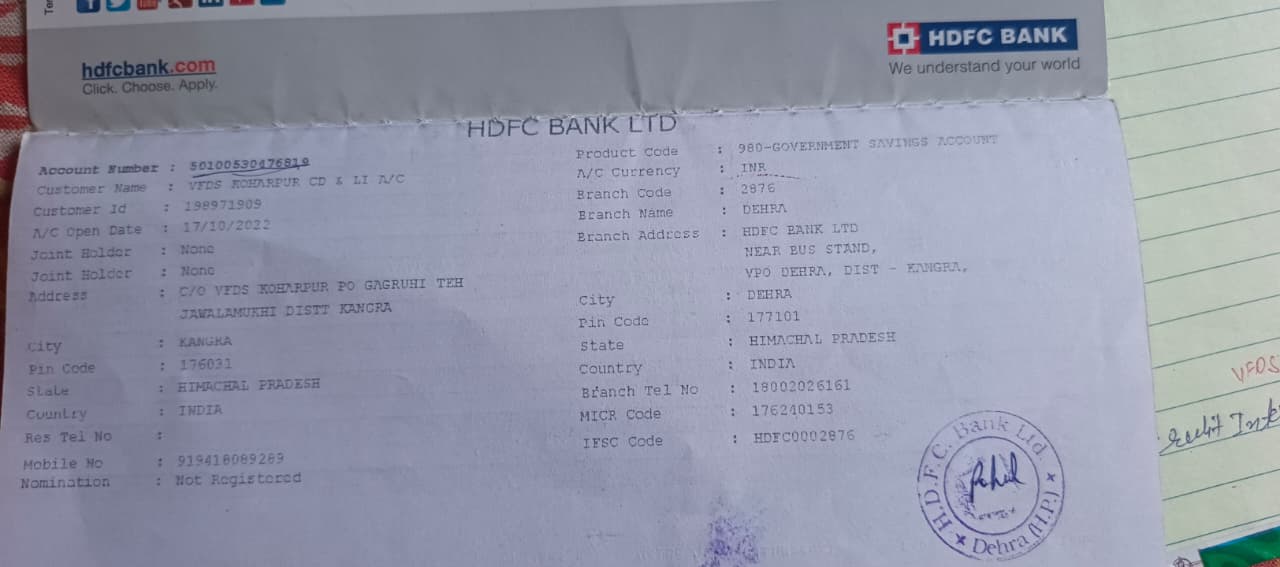 Te
hdfcbank.com
Click. Choose. Apply.
HDFC BANK
We understand your world
HDFC BANK LTD
Account Number : 50100530476819
Customer Name : VFDS KOHARPUR CD & LI A/C
Customer Id : 198971909
A/C Open Date : 17/10/2022
Joint Holder : None
Joint Holder : None
Address : C/O VFDS KOHARPUR PO GAGRUHI TEH
JAWALAMUKHI DISTT KANGRA
City : KANGRA
Pin Code : 176031
State : HIMACHAL PRADESH
Country : INDIA
Res Tel No :
Mobile No : 919418089289
Nomination : Not Registered
Product Code : 980-GOVERNMENT SAVINGS ACCOUNT
A/C Currency : INR
Branch Code : 2876
Branch Name : DEHRA
Branch Address : HDFC BANK LTD
NEAR BUS STAND,
VPO DEHRA, DIST - KANGRA,
City : DEHRA
Pin Code : 177101
State : HIMACHAL PRADESH
Country : INDIA
Branch Tel No : 18002026161
MICR Code : 176240153
IFSC Code : HDFC0002876
H.D.F.C. Bank Ltd.
Dehra (H.P.)
VFDS